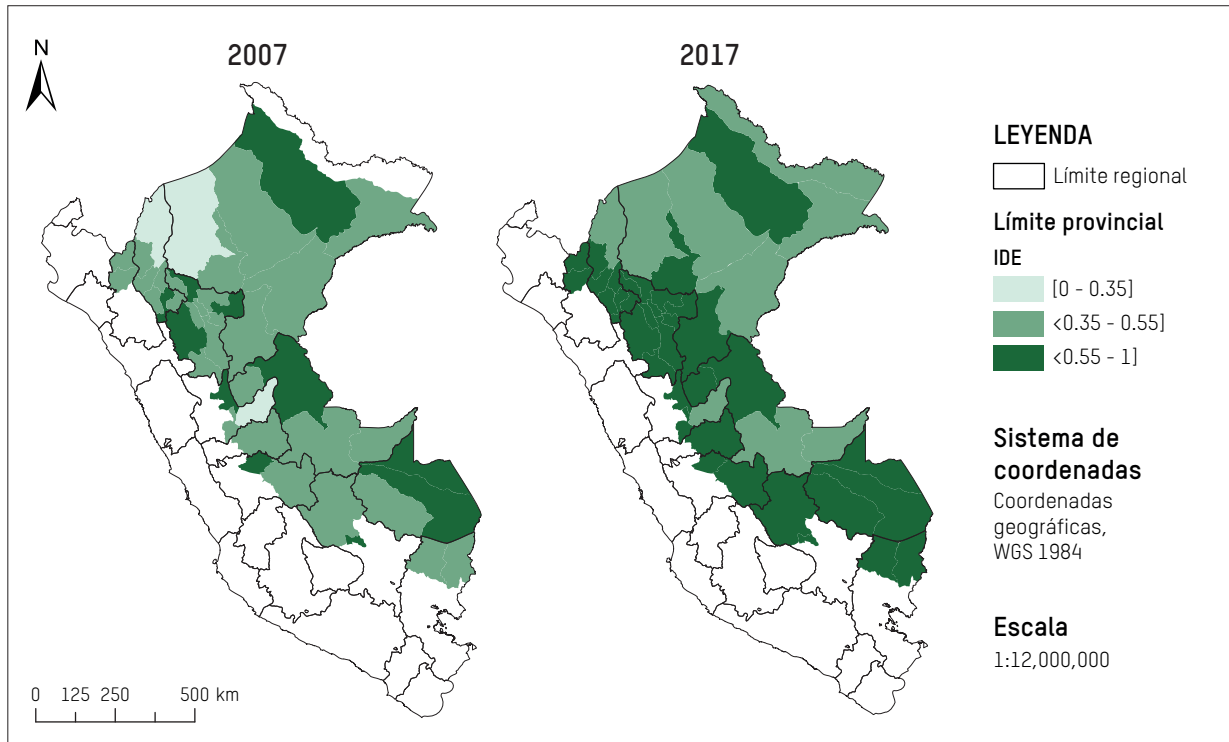 2007
2017
N
LEYENDA
Límite regional
Límite provincial
IDE
[0 - 0.35]
<0.35 - 0.55]
<0.55 - 1]
Sistema de
coordenadas
Coordenadas
geográficas,
WGS 1984
Escala
1:12,000,000
0 125 250 500 km